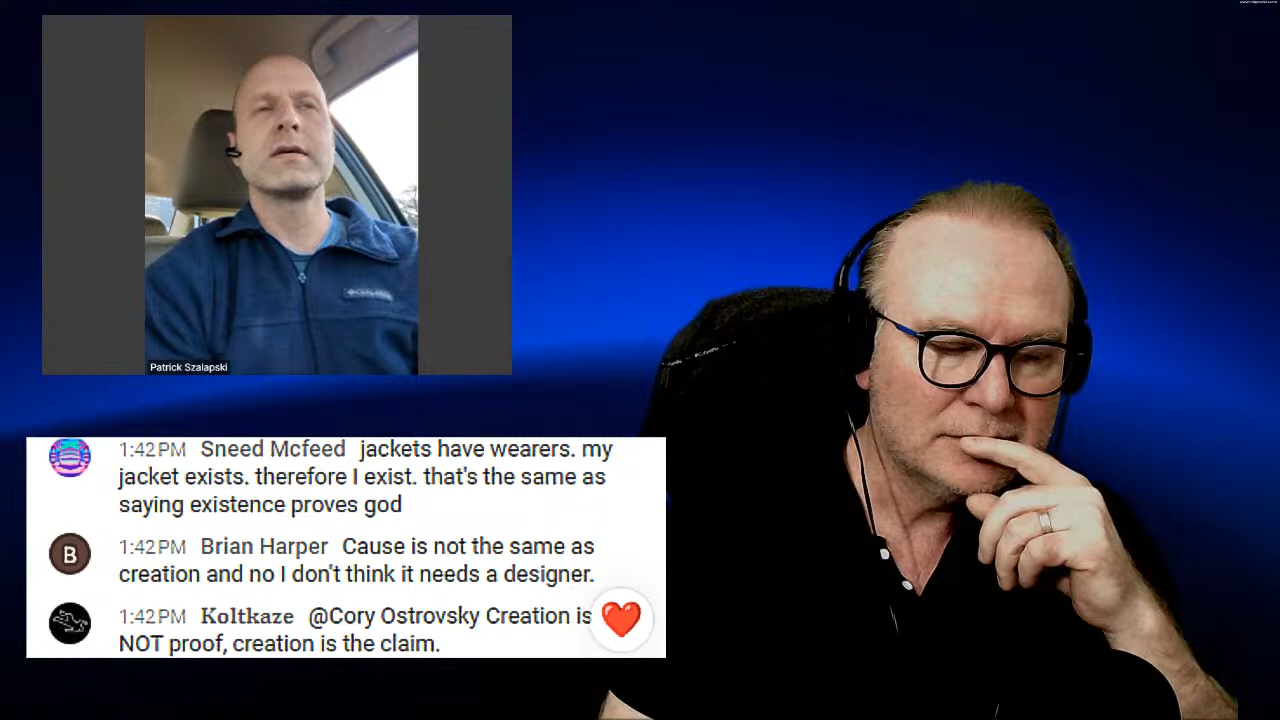 Patrick Szalapski
1:42 PM Sneed Mcfeed jackets have wearers. my
jacket exists. therefore I exist. that's the same as
saying existence proves god
B
1:42 PM Brian Harper Cause is not the same as
creation and no I don't think it needs a designer.
1:42 PM Koltkaze @Cory Ostrovsky Creation is
NOT proof, creation is the claim.